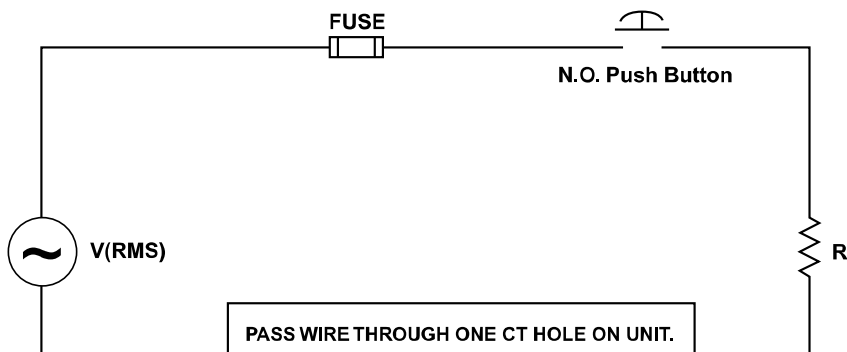 FUSE
N.O. Push Button
V(RMS)
R
PASS WIRE THROUGH ONE CT HOLE ON UNIT.